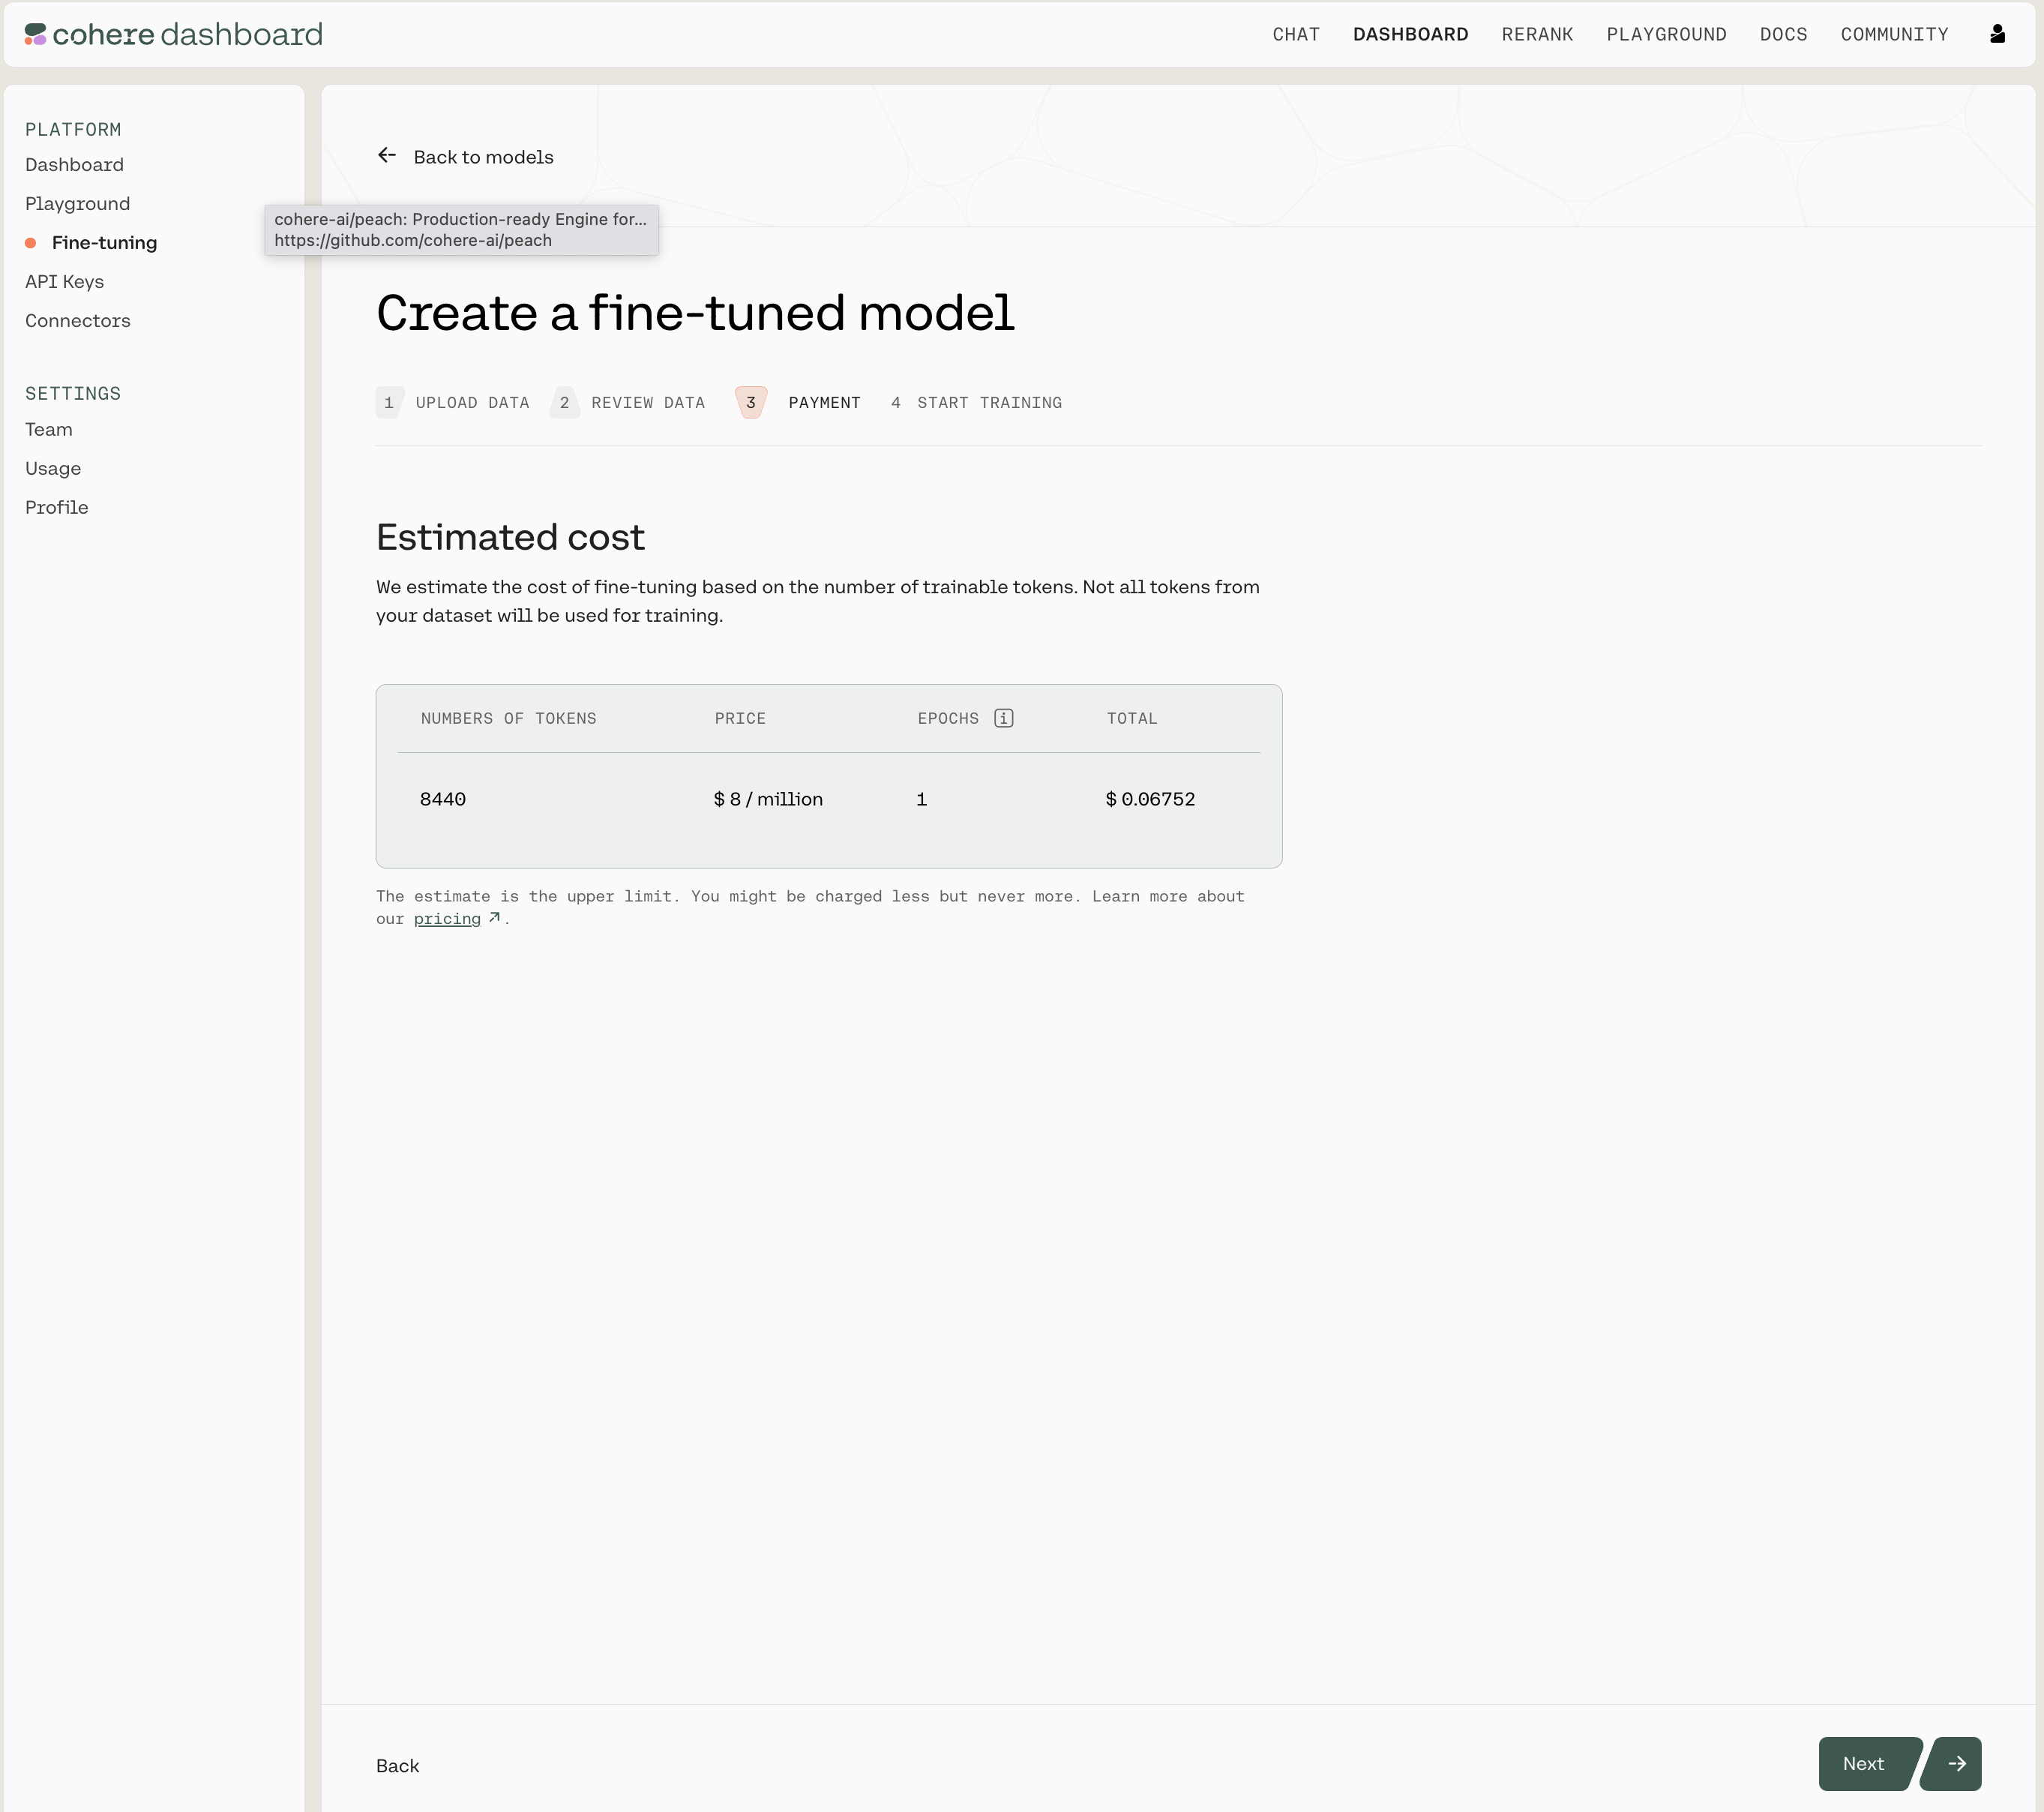 cohere dashboard
CHAT DASHBOARD RERANK PLAYGROUND DOCS COMMUNITY
PLATFORM
Dashboard
Playground
Fine-tuning
API Keys
Connectors
SETTINGS
Team
Usage
Profile
Back to models
cohere-ai/peach: Production-ready Engine for...
https://github.com/cohere-ai/peach
Create a fine-tuned model
1 UPLOAD DATA 2 REVIEW DATA 3 PAYMENT 4 START TRAINING
Estimated cost
We estimate the cost of fine-tuning based on the number of trainable tokens. Not all tokens from
your dataset will be used for training.
NUMBERS OF TOKENS PRICE EPOCHS i TOTAL
8440 $ 8 / million 1 $ 0.06752
The estimate is the upper limit. You might be charged less but never more. Learn more about
our pricing ↗.
Back
Next →